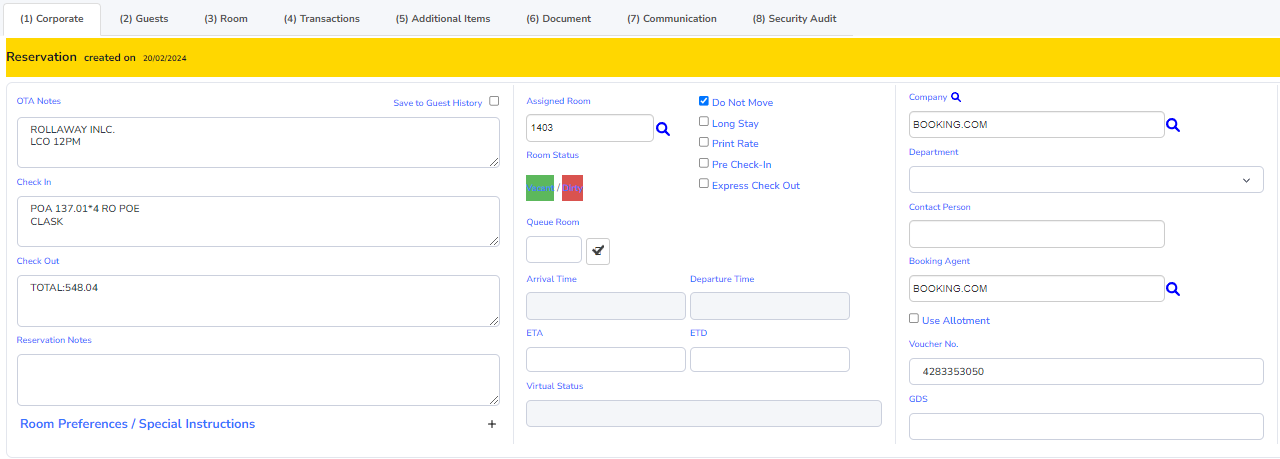 (1) Corporate (2) Guests (3) Room (4) Transactions (5) Additional Items (6) Document (7) Communication (8) Security Audit
Reservation created on 20/02/2024
OTA Notes Save to Guest History
ROLLAWAY INLC.
LCO 12PM
Check In
POA 137.01*4 RO POE
CLASK
Check Out
TOTAL:548.04
Reservation Notes
Room Preferences / Special Instructions +
Assigned Room
1403
Room Status
Vacant / Dirty
Queue Room
Arrival Time Departure Time
ETA ETD
Virtual Status
Do Not Move
Long Stay
Print Rate
Pre Check-In
Express Check Out
Company
BOOKING.COM
Department
Contact Person
Booking Agent
BOOKING.COM
Use Allotment
Voucher No.
4283353050
GDS